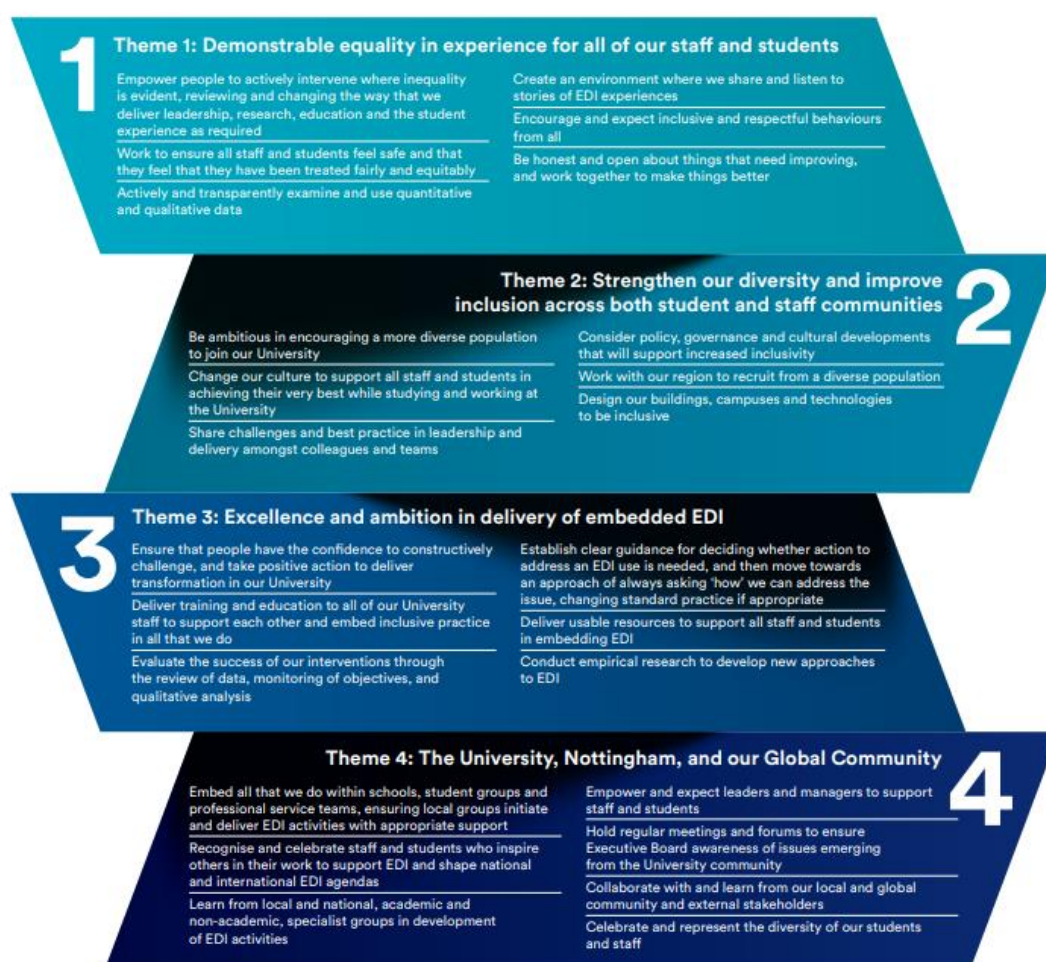 1
Theme 1: Demonstrable equality in experience for all of our staff and students
Empower people to actively intervene where inequality
is evident, reviewing and changing the way that we
deliver leadership, research, education and the student
experience as required
Work to ensure all staff and students feel safe and that
they feel that they have been treated fairly and equitably
Actively and transparently examine and use quantitative
and qualitative data
Create an environment where we share and listen to
stories of EDI experiences
Encourage and expect inclusive and respectful behaviours
from all
Be honest and open about things that need improving,
and work together to make things better
Theme 2: Strengthen our diversity and improve
inclusion across both student and staff communities
2
Be ambitious in encouraging a more diverse population
to join our University
Change our culture to support all staff and students in
achieving their very best while studying and working at
the University
Share challenges and best practice in leadership and
delivery amongst colleagues and teams
Consider policy, governance and cultural developments
that will support increased inclusivity
Work with our region to recruit from a diverse population
Design our buildings, campuses and technologies
to be inclusive
3
Theme 3: Excellence and ambition in delivery of embedded EDI
Ensure that people have the confidence to constructively
challenge, and take positive action to deliver
transformation in our University
Deliver training and education to all of our University
staff to support each other and embed inclusive practice
in all that we do
Evaluate the success of our interventions through
the review of data, monitoring of objectives, and
qualitative analysis
Establish clear guidance for deciding whether action to
address an EDI use is needed, and then move towards
an approach of always asking ‘how’ we can address the
issue, changing standard practice if appropriate
Deliver usable resources to support all staff and students
in embedding EDI
Conduct empirical research to develop new approaches
to EDI
Theme 4: The University, Nottingham, and our Global Community
4
Embed all that we do within schools, student groups and
professional service teams, ensuring local groups initiate
and deliver EDI activities with appropriate support
Recognise and celebrate staff and students who inspire
others in their work to support EDI and shape national
and international EDI agendas
Learn from local and national, academic and
non-academic, specialist groups in development
of EDI activities
Empower and expect leaders and managers to support
staff and students
Hold regular meetings and forums to ensure
Executive Board awareness of issues emerging
from the University community
Collaborate with and learn from our local and global
community and external stakeholders
Celebrate and represent the diversity of our students
and staff